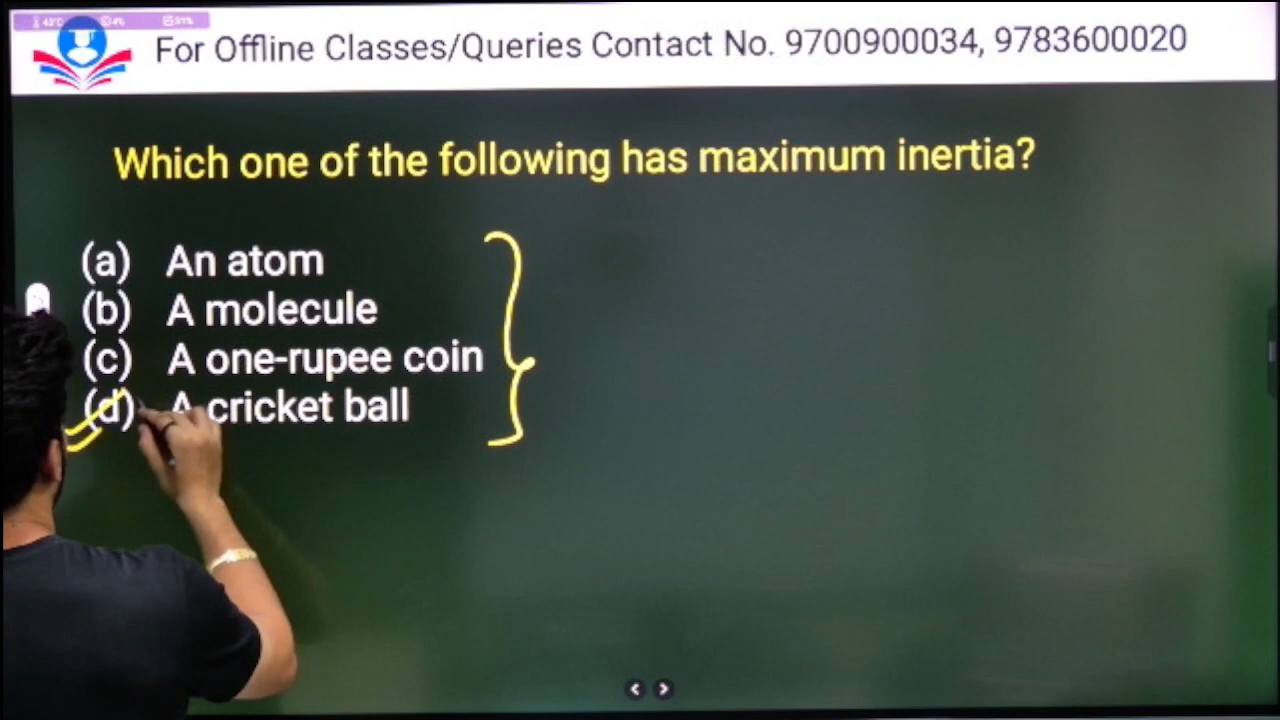 For Offline Classes/Queries Contact No. 9700900034, 9783600020
Which one of the following has maximum inertia?
(a) An atom
(b) A molecule
(c) A one-rupee coin
(d) A cricket ball